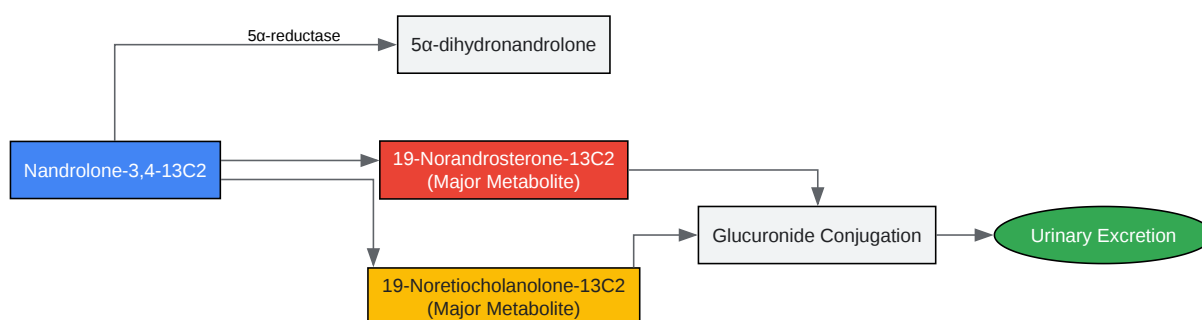 5α-reductase
5α-dihydronandrolone
Nandrolone-3,4-13C2
19-Norandrosterone-13C2
(Major Metabolite)
Glucuronide Conjugation
Urinary Excretion
19-Noretiocholanolone-13C2
(Major Metabolite)